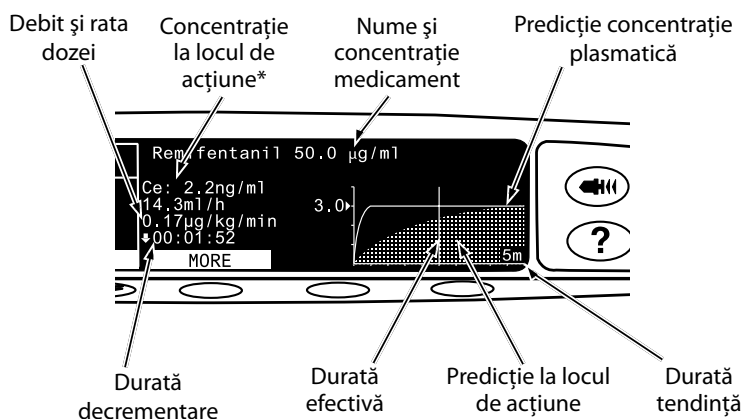 Debit şi rata
dozei
Concentraţie
la locul de
acţiune*
Nume şi
concentraţie
medicament
Predicţie concentraţie
plasmatică
Remifentanil 50.0 µg/ml
Ce: 2.2ng/ml
14.3ml/h
0.17µg/kg/min
00:01:52
MORE
3.0
5m
?
Durată
decrementare
Durată
efectivă
Predicţie la locul
de acţiune
Durată
tendinţă